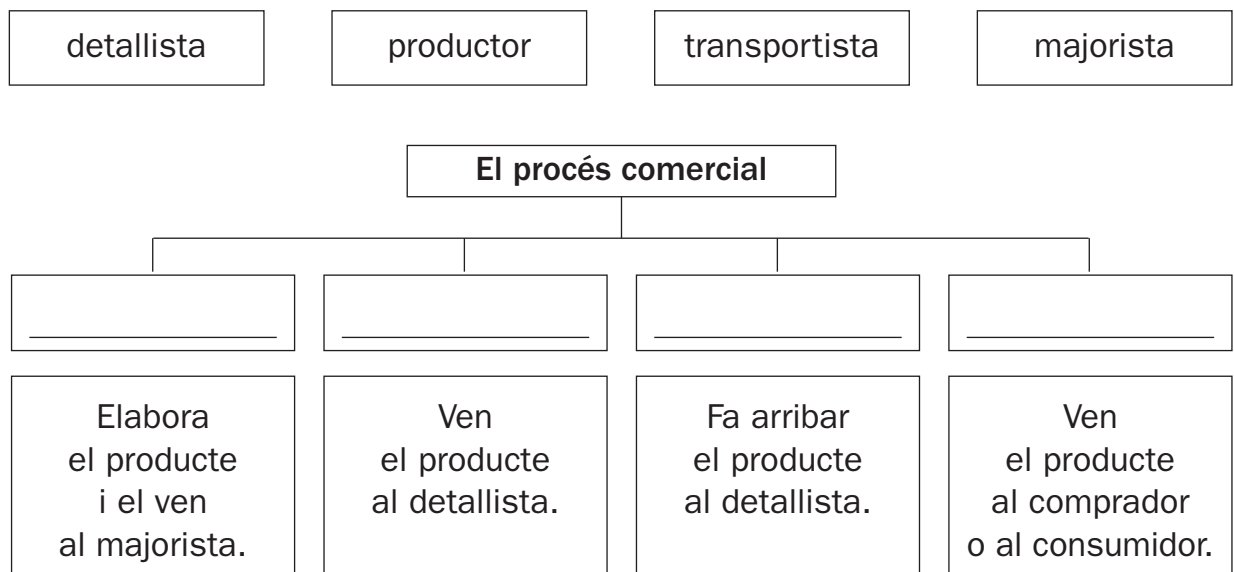 detallista
productor
transportista
majorista
El procés comercial
Elabora
el producte
i el ven
al majorista.
Ven
el producte
al detallista.
Fa arribar
el producte
al detallista.
Ven
el producte
al comprador
o al consumidor.